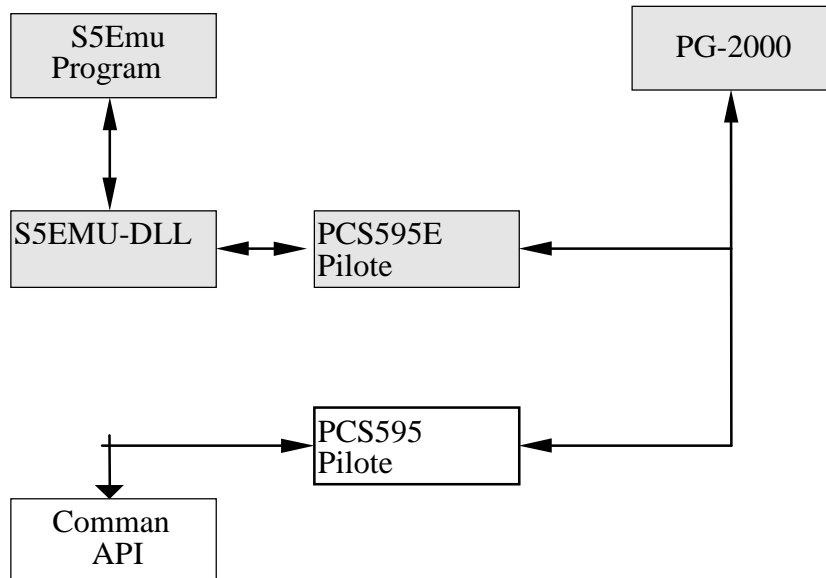 S5Emu
Program
PG-2000
S5EMU-DLL
PCS595E
Pilote
PCS595
Pilote
Comman
API